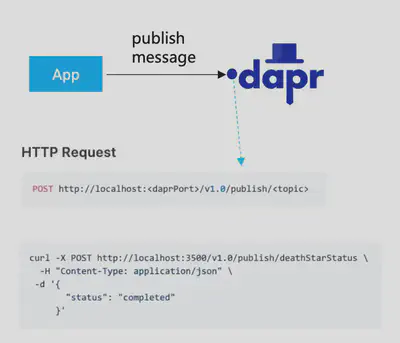 publish
message
App
dapr
HTTP Request
POST http://localhost:<daprPort>/v1.0/publish/<topic>
curl -X POST http://localhost:3500/v1.0/publish/deathStarStatus \
-H "Content-Type: application/json" \
-d '{
"status": "completed"
}'